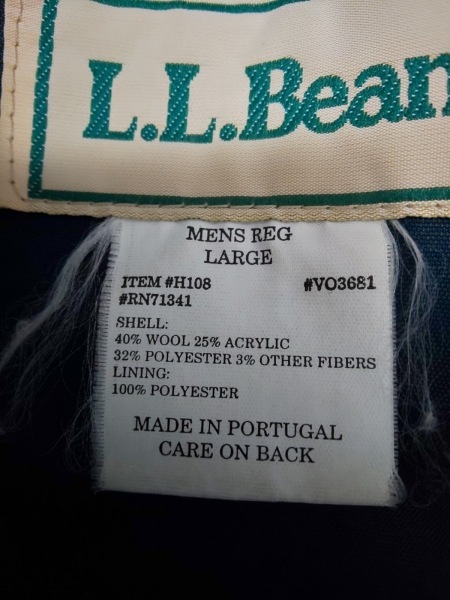 L.L.Bean
MENS REG
LARGE
ITEM #H108 #VO3681
#RN71341
SHELL:
40% WOOL 25% ACRYLIC
32% POLYESTER 3% OTHER FIBERS
LINING:
100% POLYESTER
MADE IN PORTUGAL
CARE ON BACK